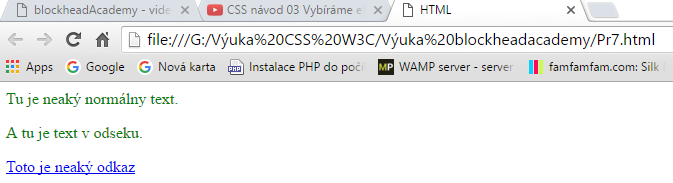 blockheadAcademy - vide
CSS návod 03 Vybíráme e
HTML
file:///G:/Výuka%20CSS%20W3C/Výuka%20blockheadacademy/Pr7.html
Apps Google Nová karta Instalace PHP do poči WAMP server - server famfamfam.com: Silk
Tu je neaký normálny text.
A tu je text v odseku.
Toto je neaký odkaz